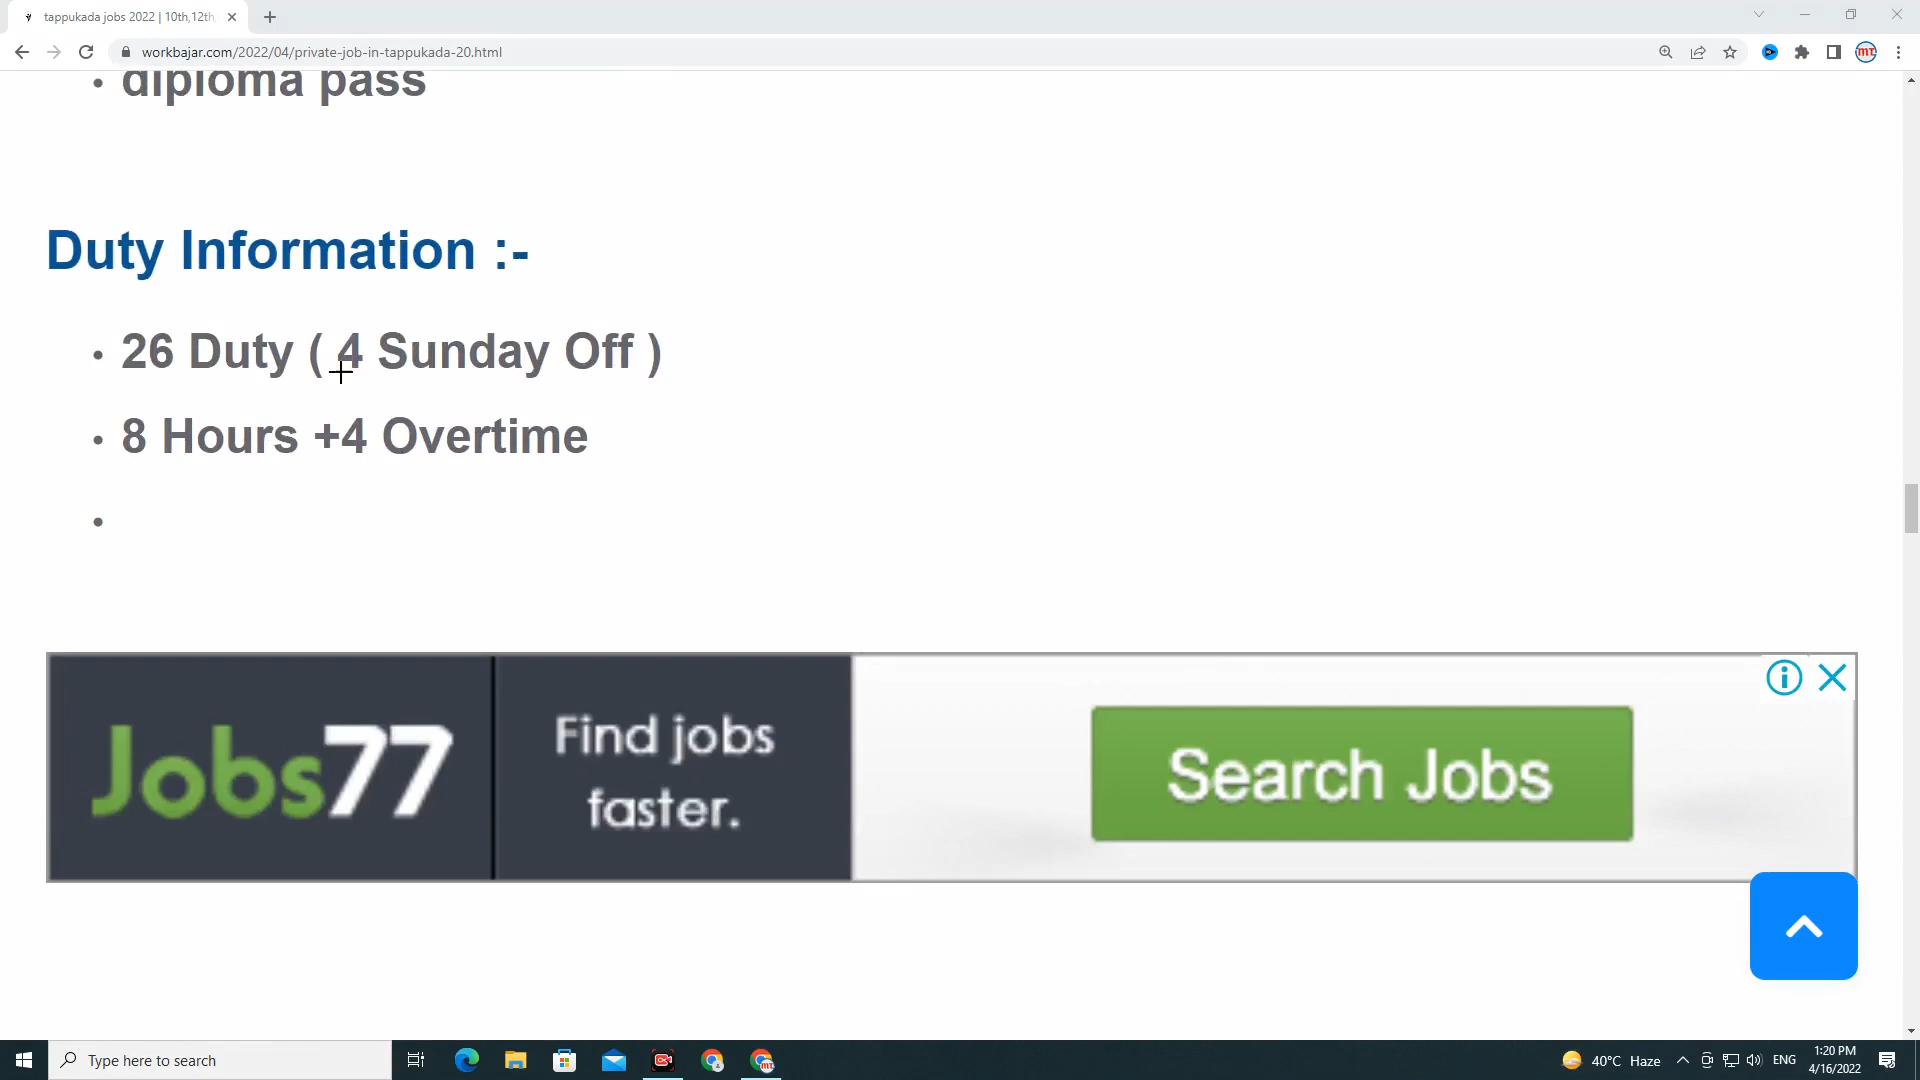 tappukada jobs 2022 | 10th,12th,
workbajar.com/2022/04/private-job-in-tappukada-20.html
diploma pass
Duty Information :-
26 Duty ( 4 Sunday Off )
8 Hours +4 Overtime
Jobs77
Find jobs
faster.
Search Jobs
Type here to search
40°C Haze
ENG
1:20 PM
4/16/2022